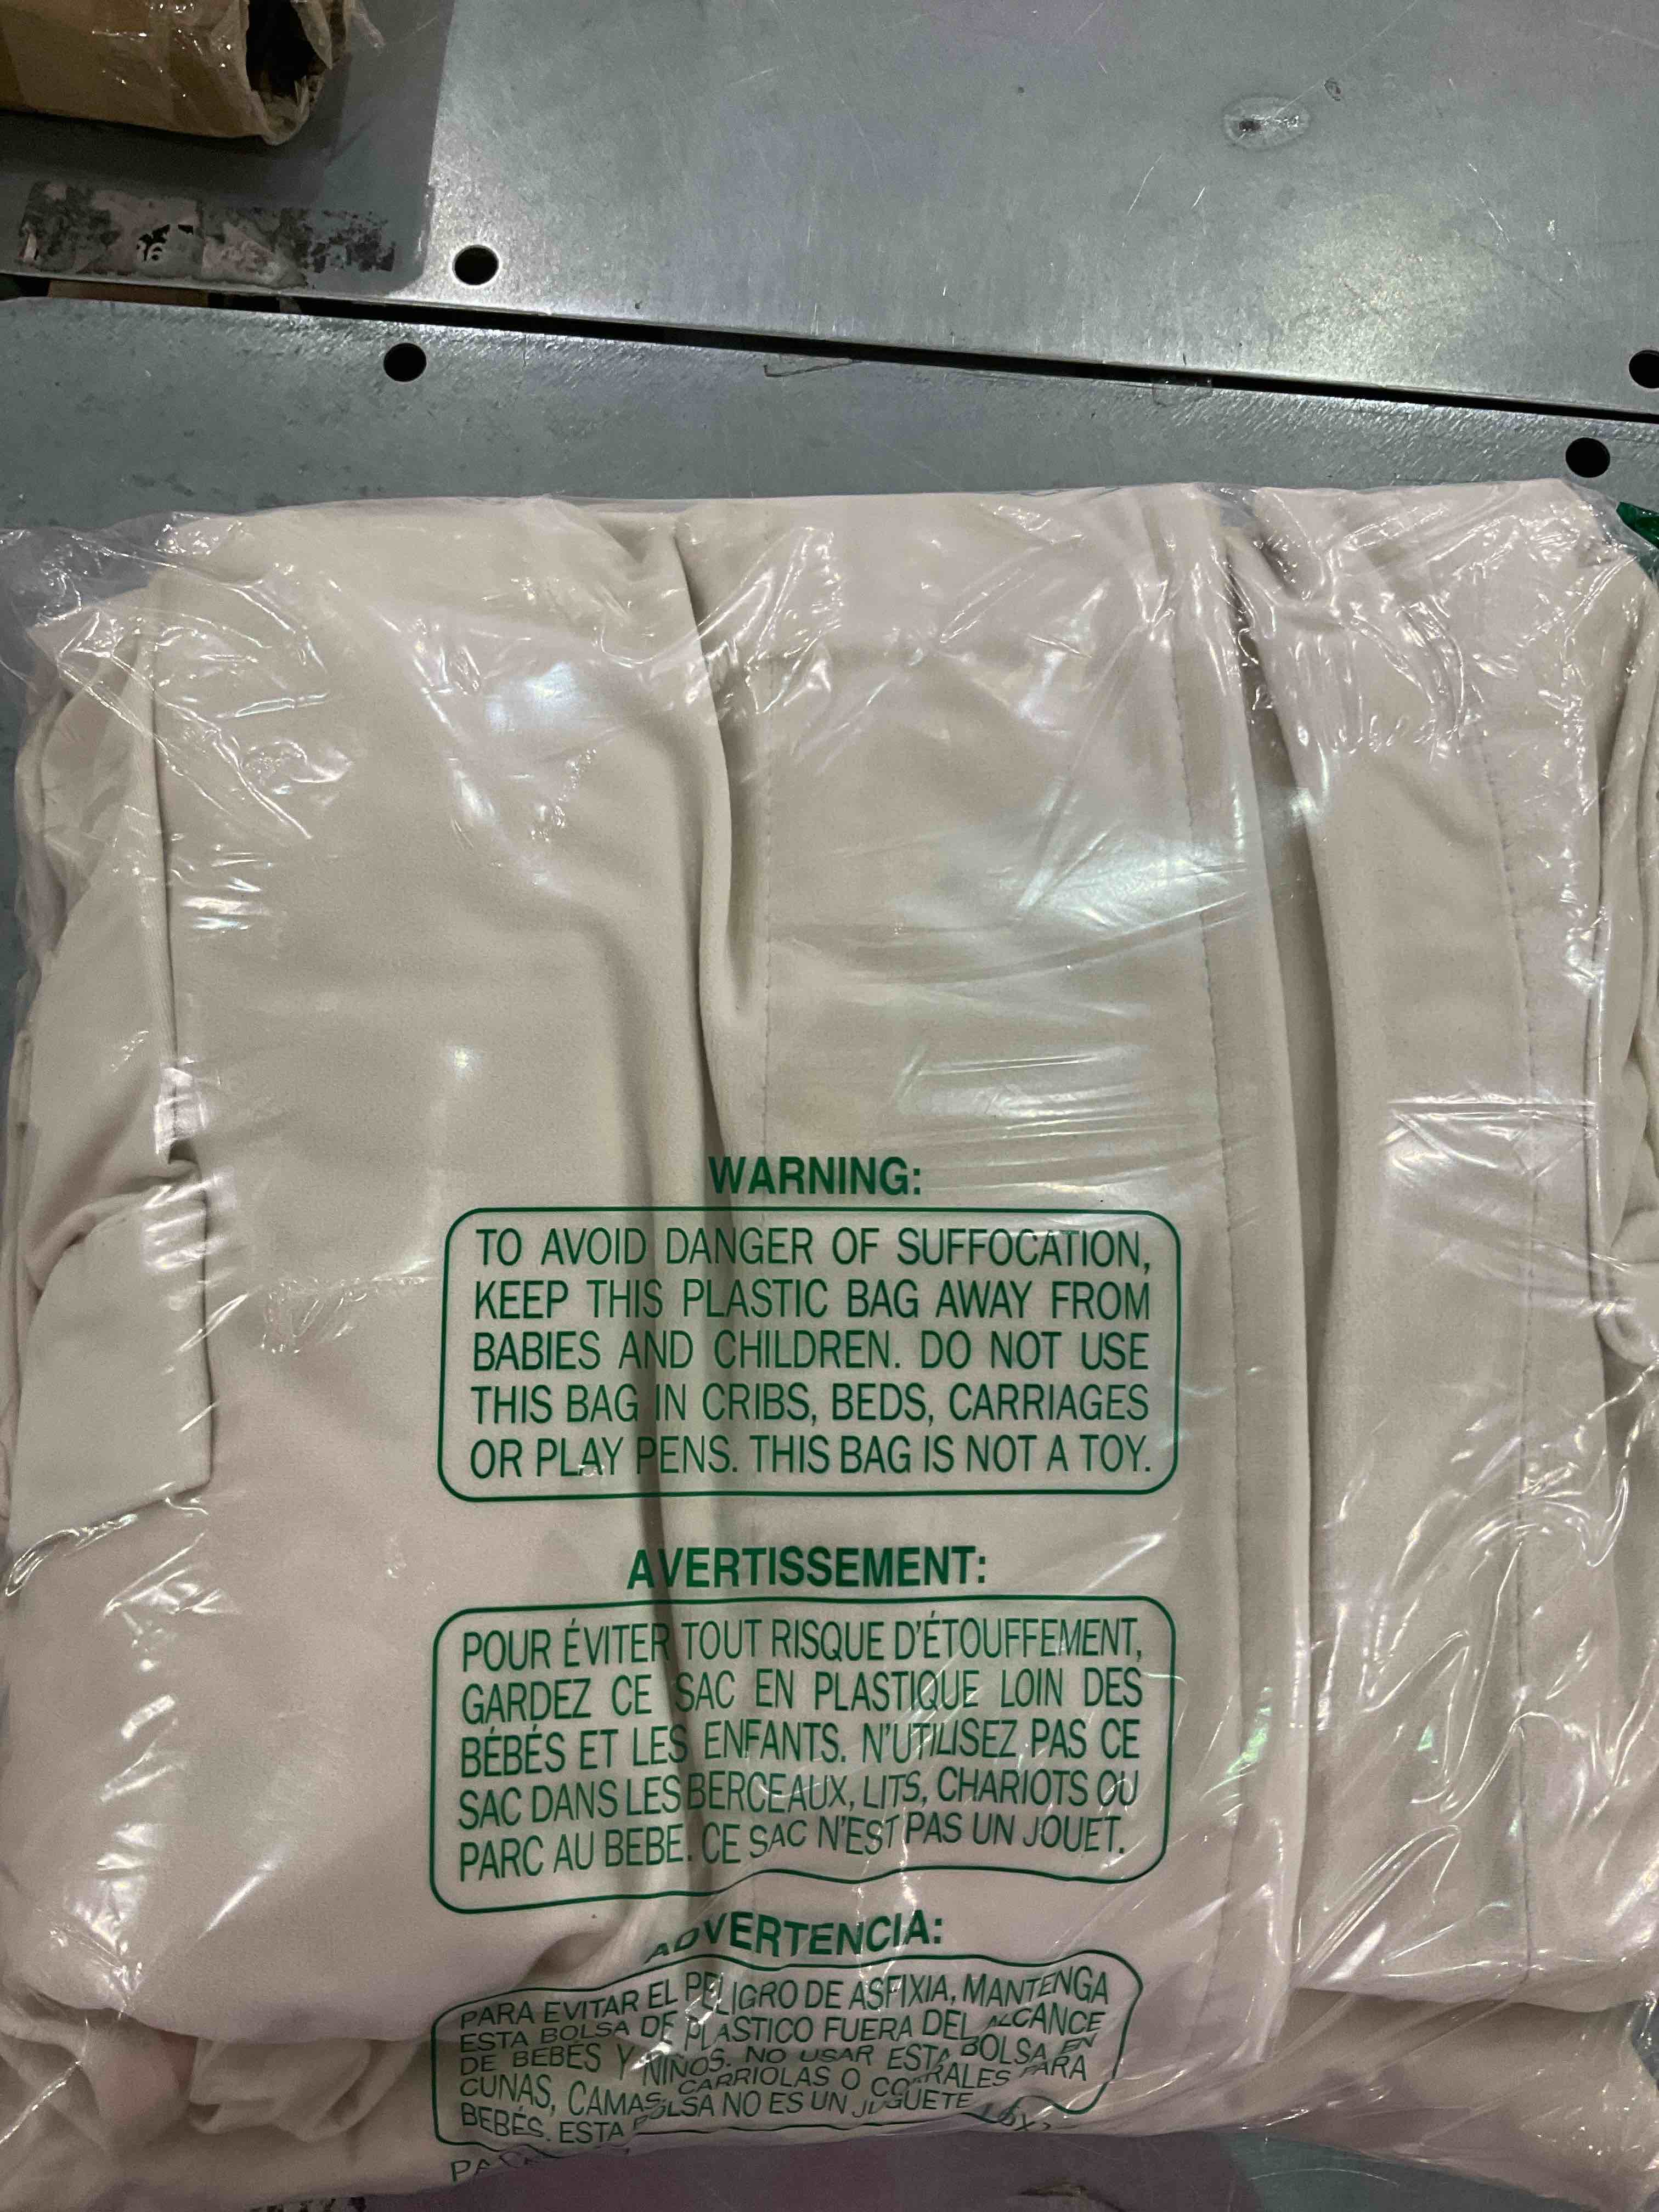 WARNING:
TO AVOID DANGER OF SUFFOCATION,
KEEP THIS PLASTIC BAG AWAY FROM
BABIES AND CHILDREN. DO NOT USE
THIS BAG IN CRIBS, BEDS, CARRIAGES
OR PLAY PENS. THIS BAG IS NOT A TOY.
AVERTISSEMENT:
POUR ÉVITER TOUT RISQUE D'ÉTOUFFEMENT,
GARDEZ CE SAC EN PLASTIQUE LOIN DES
BÉBÉS ET LES ENFANTS. N'UTILISEZ PAS CE
SAC DANS LES BERCEAUX, LITS, CHARIOTS OU
PARC AU BEBE. CE SAC N'EST PAS UN JOUET.
ADVERTENCIA:
PARA EVITAR EL PELIGRO DE ASFIXIA, MANTENGA
ESTA BOLSA DE PLASTICO FUERA DEL ALCANCE
DE BEBÉS Y NIÑOS. NO USAR ESTA BOLSA EN
CUNAS, CAMAS, CARRIOLAS O CORRALES PARA
BEBÉS. ESTA BOLSA NO ES UN JUGUETE